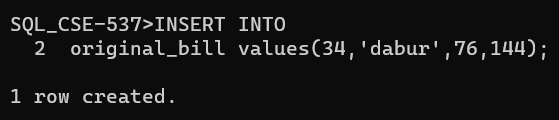 SQL_CSE-537>INSERT INTO
2 original_bill values(34,'dabur',76,144);
1 row created.